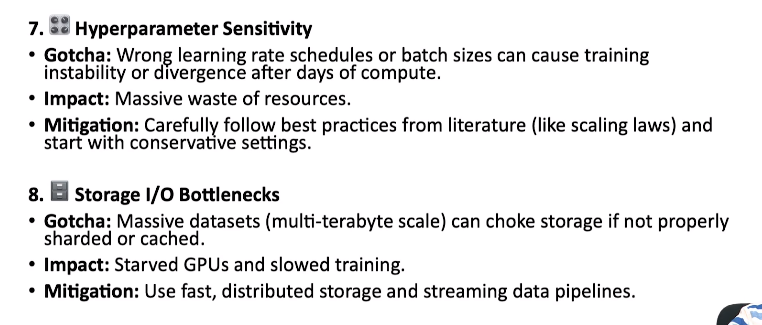 7. 🎛️ Hyperparameter Sensitivity
• Gotcha: Wrong learning rate schedules or batch sizes can cause training
instability or divergence after days of compute.
• Impact: Massive waste of resources.
• Mitigation: Carefully follow best practices from literature (like scaling laws) and
start with conservative settings.
8. 🗄️ Storage I/O Bottlenecks
• Gotcha: Massive datasets (multi-terabyte scale) can choke storage if not properly
sharded or cached.
• Impact: Starved GPUs and slowed training.
• Mitigation: Use fast, distributed storage and streaming data pipelines.